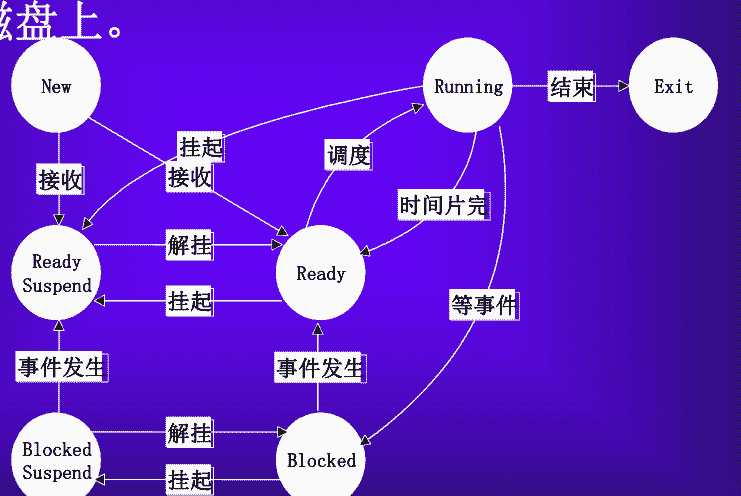 磁盘上。
New
Running
结束
Exit
挂起
调度
接收
接收
时间片完
解挂
Ready
Suspend
Ready
挂起
等事件
事件发生
事件发生
解挂
Blocked
Suspend
Blocked
挂起